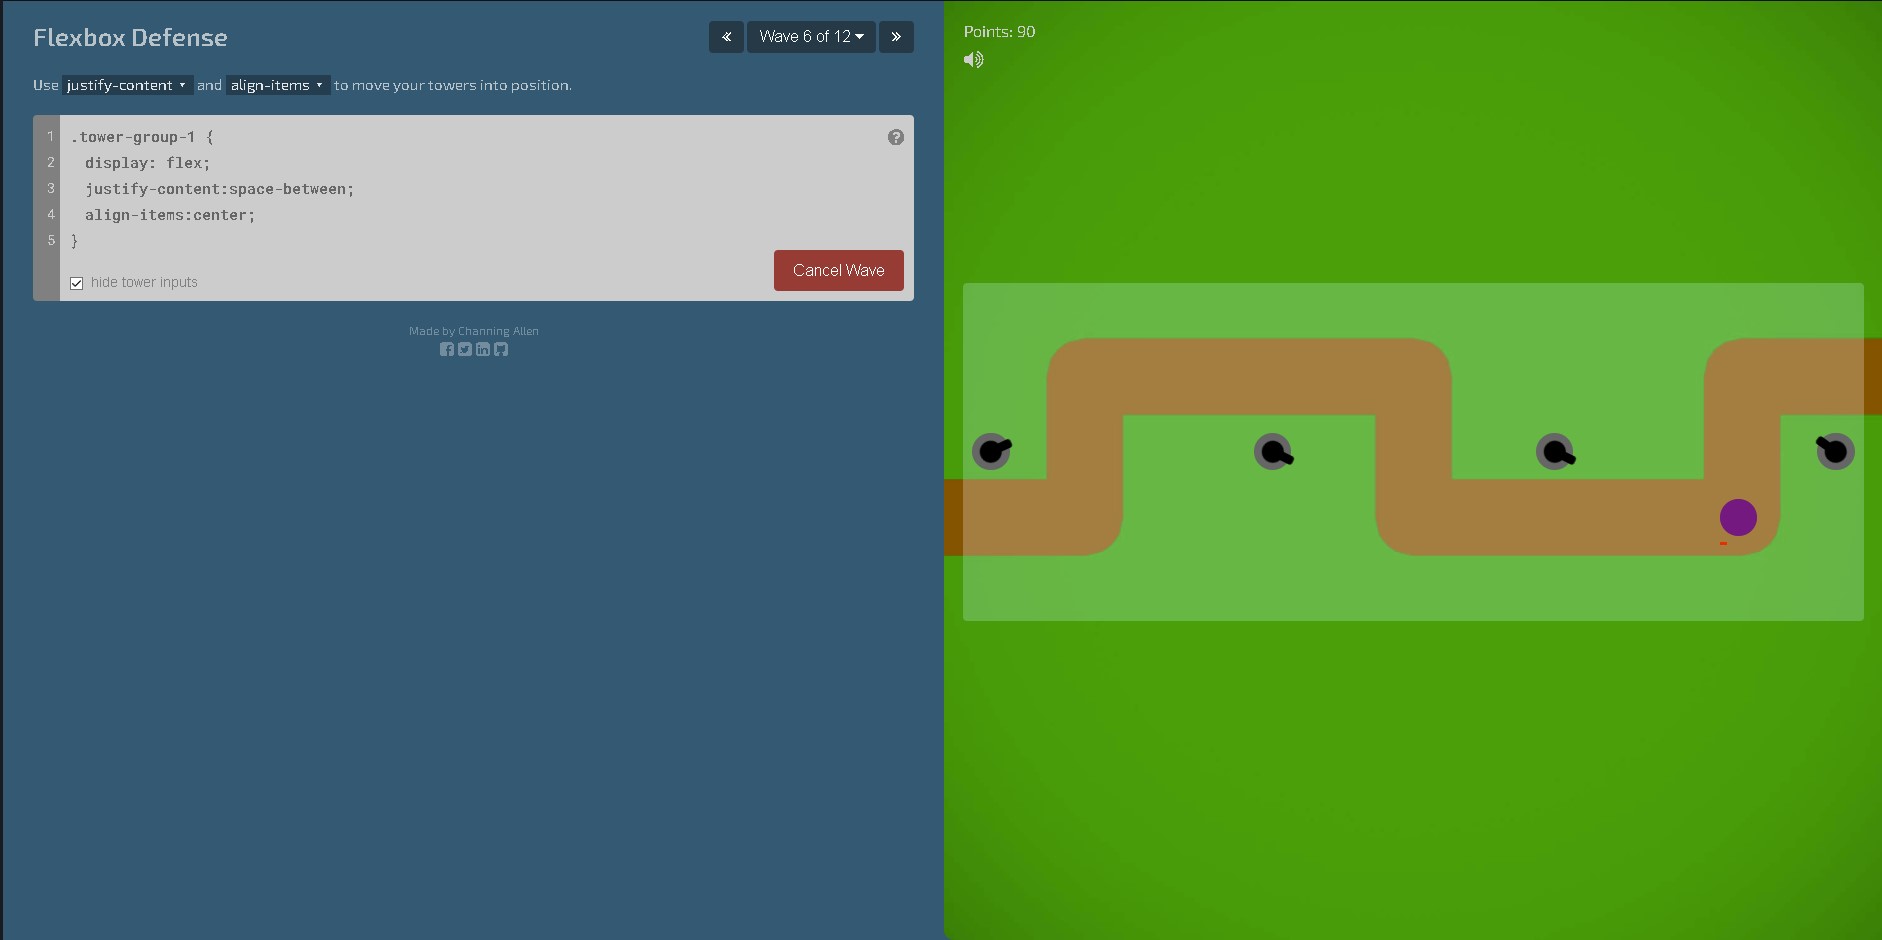 Flexbox Defense
« Wave 6 of 12 »
Use justify-content and align-items to move your towers into position.
1 .tower-group-1 {
2 display: flex;
3 justify-content:space-between;
4 align-items:center;
5 }
?
hide tower inputs
Cancel Wave
Made by Channing Allen
Points: 90